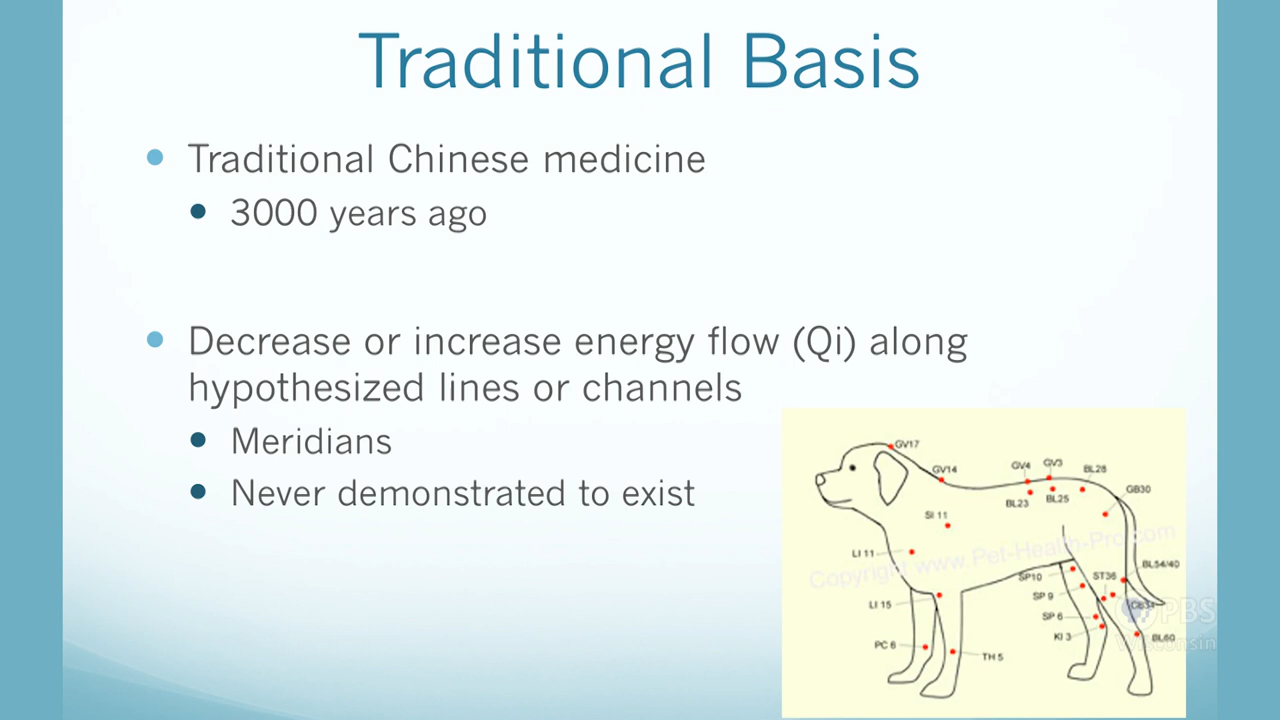 Traditional Basis
Traditional Chinese medicine
3000 years ago
Decrease or increase energy flow (Qi) along
hypothesized lines or channels
Meridians
Never demonstrated to exist
GV17
GV14
GV4
GV3
BL28
GB30
BL23
BL25
SI 11
LI 11
Copyright www.Pet-Health-Pro.com
SP10
ST36
BL54/40
LI 15
SP 9
GB34
SP 6
KI 3
BL60
PC 6
TH 5
PBS
Wisconsin